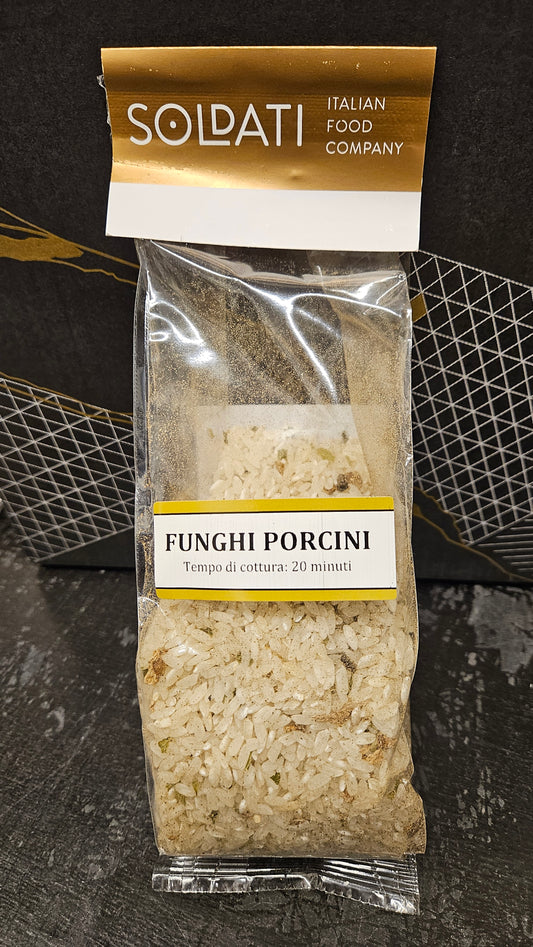 SOLDATI
ITALIAN
FOOD
COMPANY
FUNGHI PORCINI
Tempo di cottura: 20 minuti